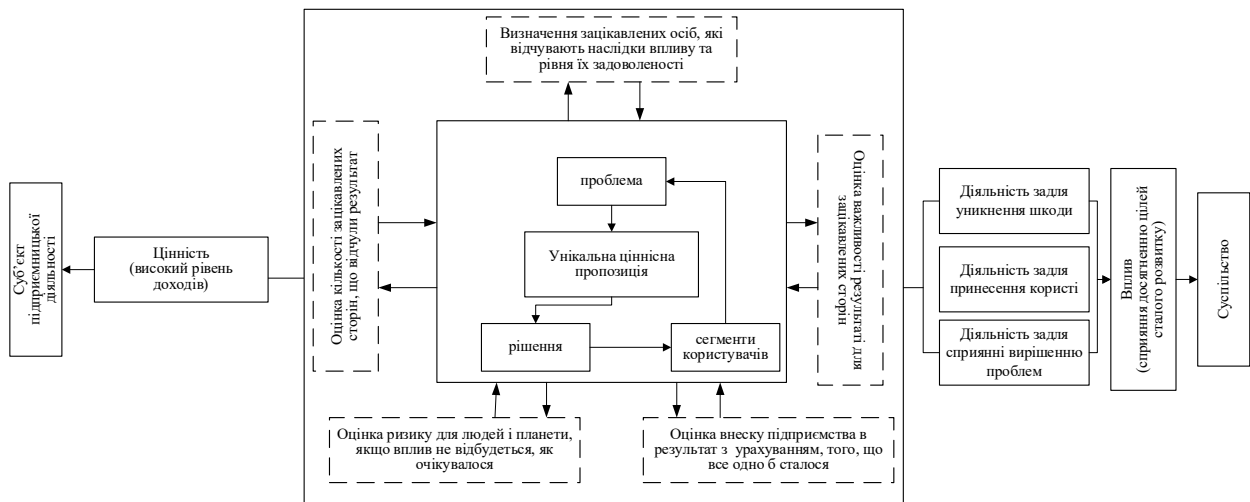 Визначення зацікавлених осіб, які
відчувають наслідки впливу та
рівня їх задоволеності
Суб’єкт
підприємницької
діяльності
Цінність
(високий рівень
доходів)
Оцінка кількості зацікавлених
сторін, що відчули результат
проблема
Унікальна ціннісна
пропозиція
рішення
сегменти
користувачів
Оцінка важливості результаті для
зацікавлених сторін
Діяльність задля
уникнення шкоди
Діяльність задля
принесення користі
Діяльність задля
сприянні вирішенню
проблем
Вплив
(сприяння досягненню цілей
сталого розвитку)
Суспільство
Оцінка ризику для людей і планети,
якщо вплив не відбудеться, як
очікувалося
Оцінка внеску підприємства в
результат з урахуванням, того, що
все одно б сталося